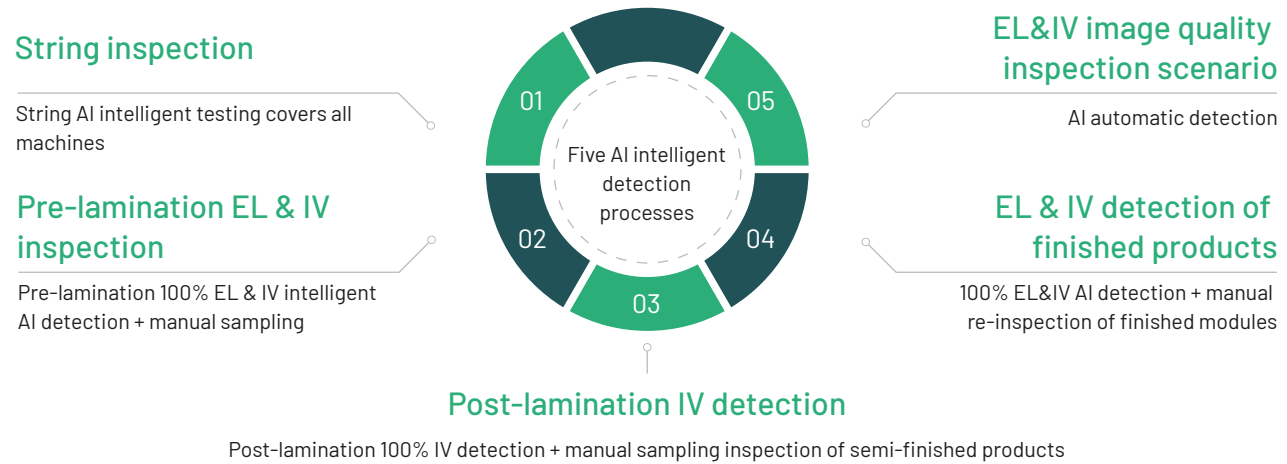 String inspection
String AI intelligent testing covers all
machines
Pre-lamination EL & IV
inspection
Pre-lamination 100% EL & IV intelligent
AI detection + manual sampling
01
02
03
04
05
Five AI intelligent
detection
processes
Post-lamination IV detection
Post-lamination 100% IV detection + manual sampling inspection of semi-finished products
EL & IV detection of
finished products
100% EL&IV AI detection + manual
re-inspection of finished modules
EL&IV image quality
inspection scenario
AI automatic detection